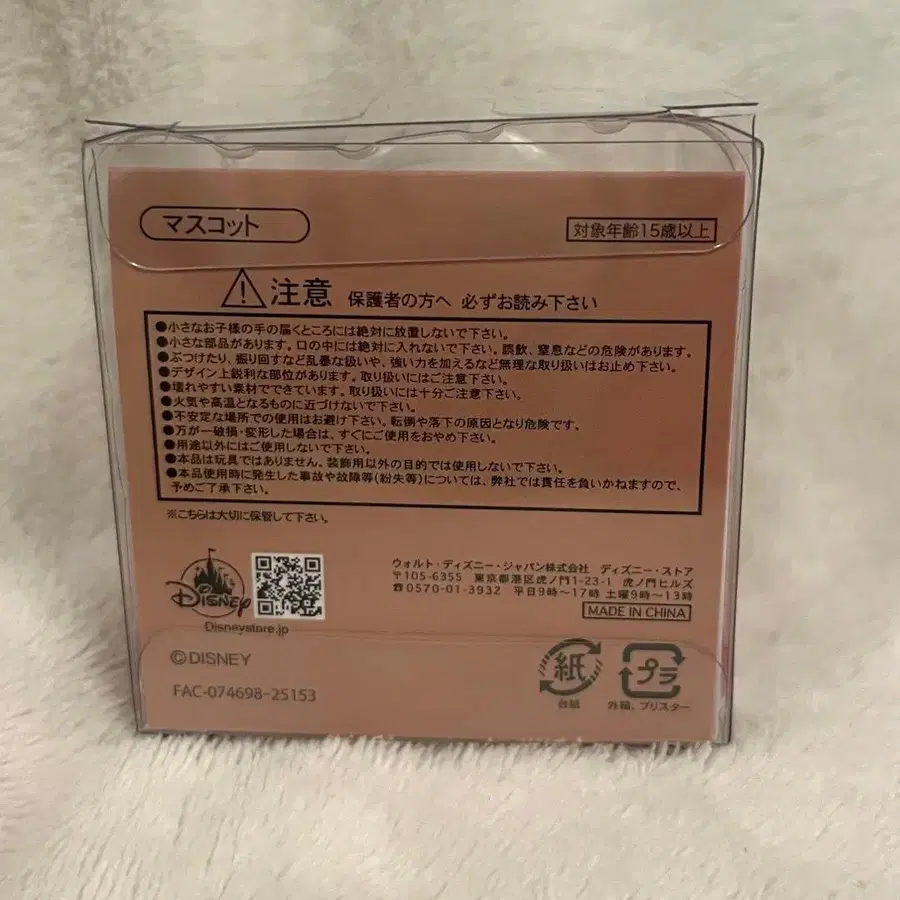 マスコット
対象年齢15歳以上
⚠注意 保護者の方へ 必ずお読み下さい
●小さなお子様の手の届くところには絶対に放置しないで下さい。
●小さな部品があります。口の中には絶対に入れないで下さい。誤飲、窒息などの危険があります。
●ぶつけたり、振り回すなど乱暴な扱いや、強い力を加えるなど無理な取り扱いはお止め下さい。
●デザイン上鋭利な部位があります。取り扱いにはご注意下さい。
●壊れやすい素材でできています。取り扱いには十分ご注意下さい。
●火気や高温となるものに近づけないで下さい。
●不安定な場所での使用はお避け下さい。転倒や落下の原因となり危険です。
●万が一破損・変形した場合は、すぐにご使用をおやめ下さい。
●用途以外にはご使用しないで下さい。
●本品は玩具ではありません。装飾用以外の目的では使用しないで下さい。
●本品使用時に発生した事故や故障等(紛失等)については、弊社では責任を負いかねますので、
予めご了承下さい。
※こちらは大切に保管して下さい。
Disney
Disneystore.jp
ウォルト・ディズニー・ジャパン株式会社 ディズニー・ストア
〒105-6355 東京都港区虎ノ門1-23-1 虎ノ門ヒルズ
☎0570-01-3932 平日9時〜17時 土曜9時〜13時
MADE IN CHINA
©DISNEY
FAC-074698-25153
紙
台紙
プラ
外箱、ブリスター